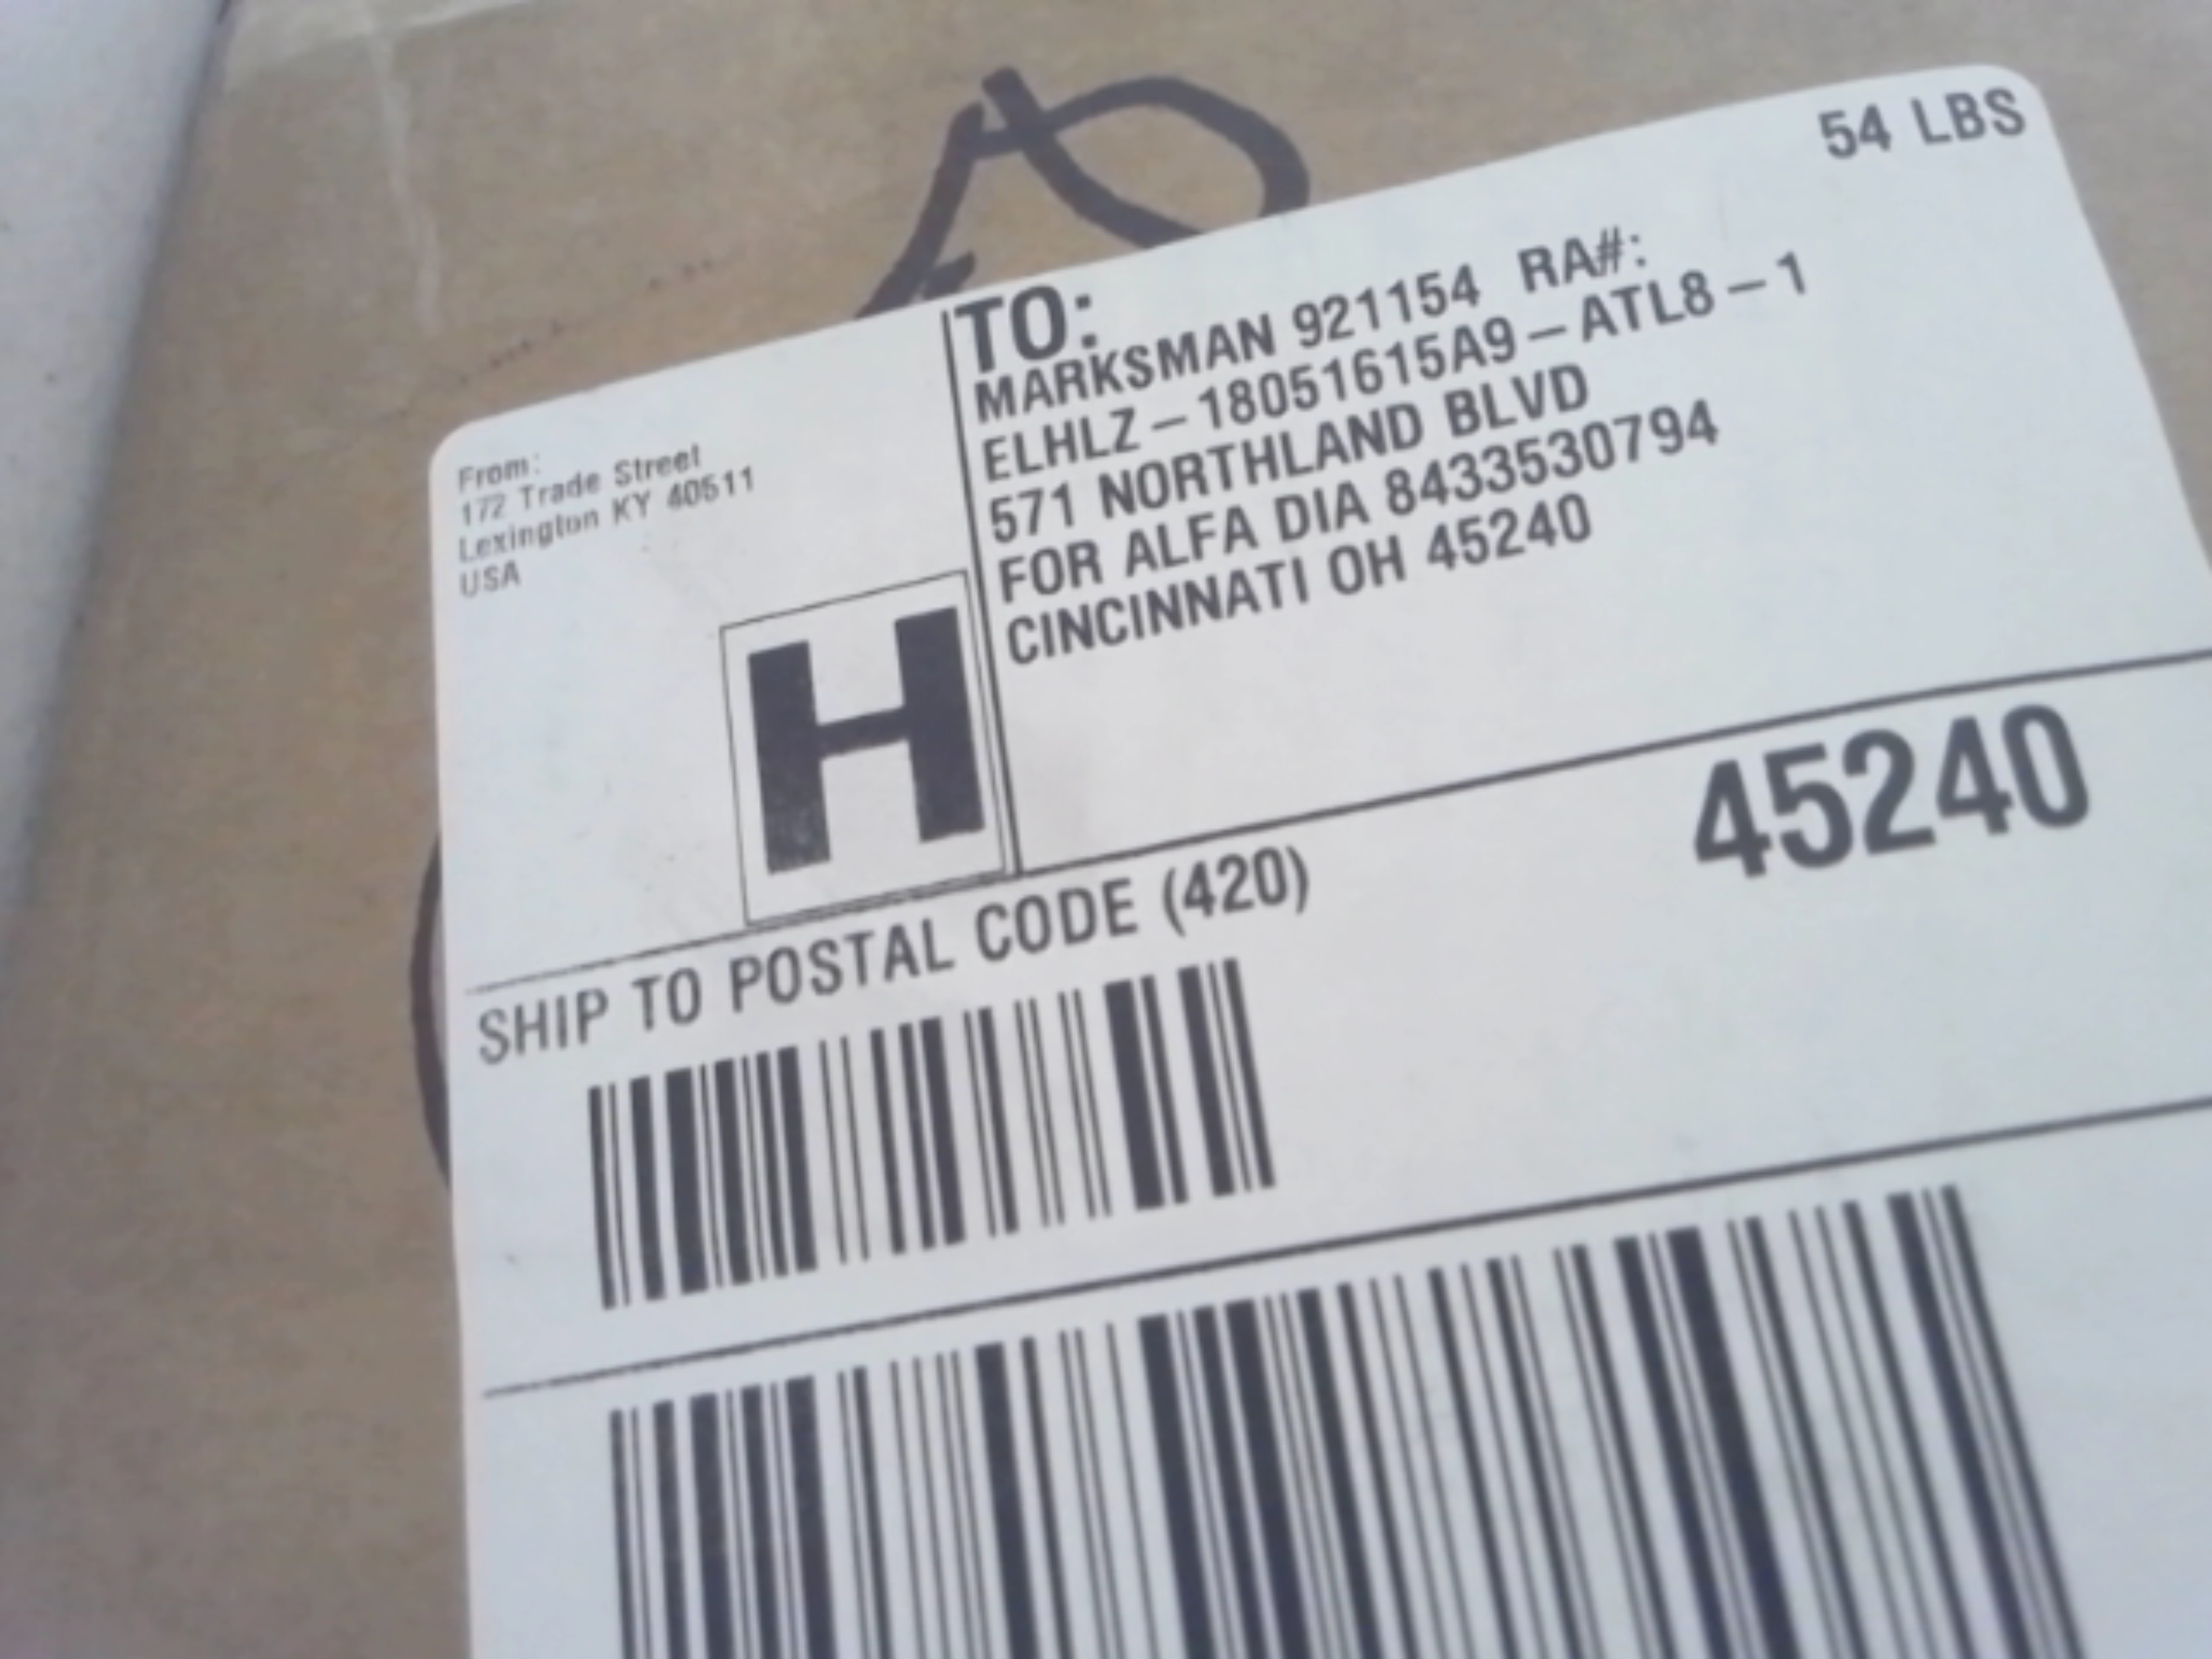 54 LBS
TO:
MARKSMAN 921154 RA#:
ELHLZ-18051615A9-ATL8-1
571 NORTHLAND BLVD
FOR ALFA DIA 8433530794
CINCINNATI OH 45240
From:
172 Trade Street
Lexington KY 40511
USA
H
SHIP TO POSTAL CODE (420)
45240